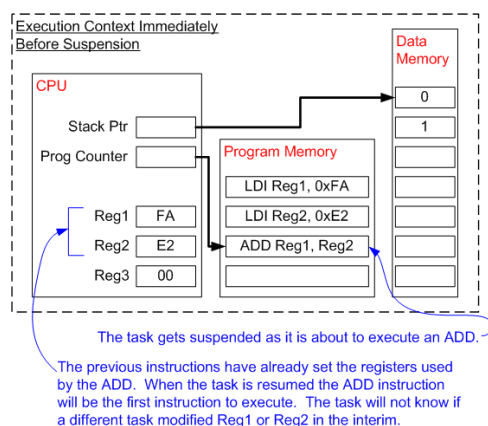 Execution Context Immediately
Before Suspension
Data
Memory
CPU
0
Stack Ptr
1
Prog Counter
Program Memory
LDI Reg1, 0xFA
Reg1 FA
LDI Reg2, 0xE2
Reg2 E2
ADD Reg1, Reg2
Reg3 00
The task gets suspended as it is about to execute an ADD.
The previous instructions have already set the registers used
by the ADD. When the task is resumed the ADD instruction
will be the first instruction to execute. The task will not know if
a different task modified Reg1 or Reg2 in the interim.